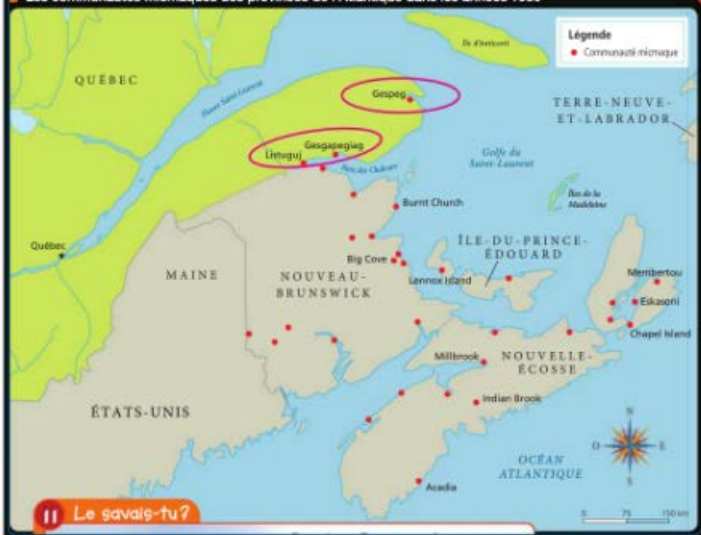 Légende
Communauté micmaque
Île d'Anticosti
QUÉBEC
Fleuve Saint-Laurent
Gespeg
TERRE-NEUVE-
ET-LABRADOR
Gesgapegiag
Listuguj
Baie des Chaleurs
Golfe du
Saint-Laurent
Îles de la
Madeleine
Burnt Church
Québec
ÎLE-DU-PRINCE-
ÉDOUARD
Big Cove
MAINE
NOUVEAU-
BRUNSWICK
Lennox Island
Membertou
Eskasoni
Chapel Island
Millbrook
NOUVELLE-
ÉCOSSE
Indian Brook
ÉTATS-UNIS
N
O
E
S
OCÉAN
ATLANTIQUE
Acadia
0 75 150 km
11 Le savais-tu?